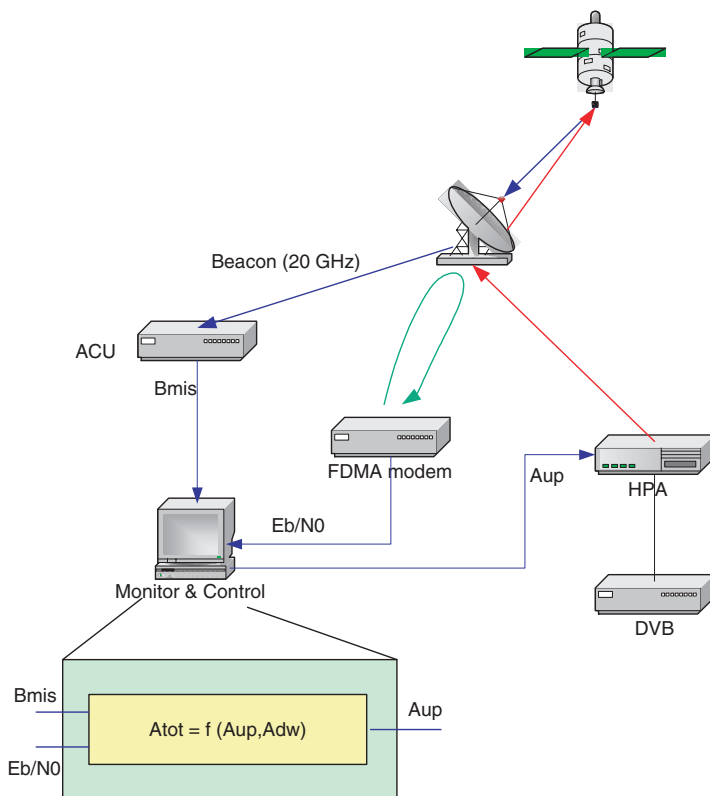 Beacon (20 GHz)
ACU
Bmis
FDMA modem
Aup
HPA
Eb/N0
Monitor & Control
DVB
Bmis
Aup
Atot = f (Aup,Adw)
Eb/N0